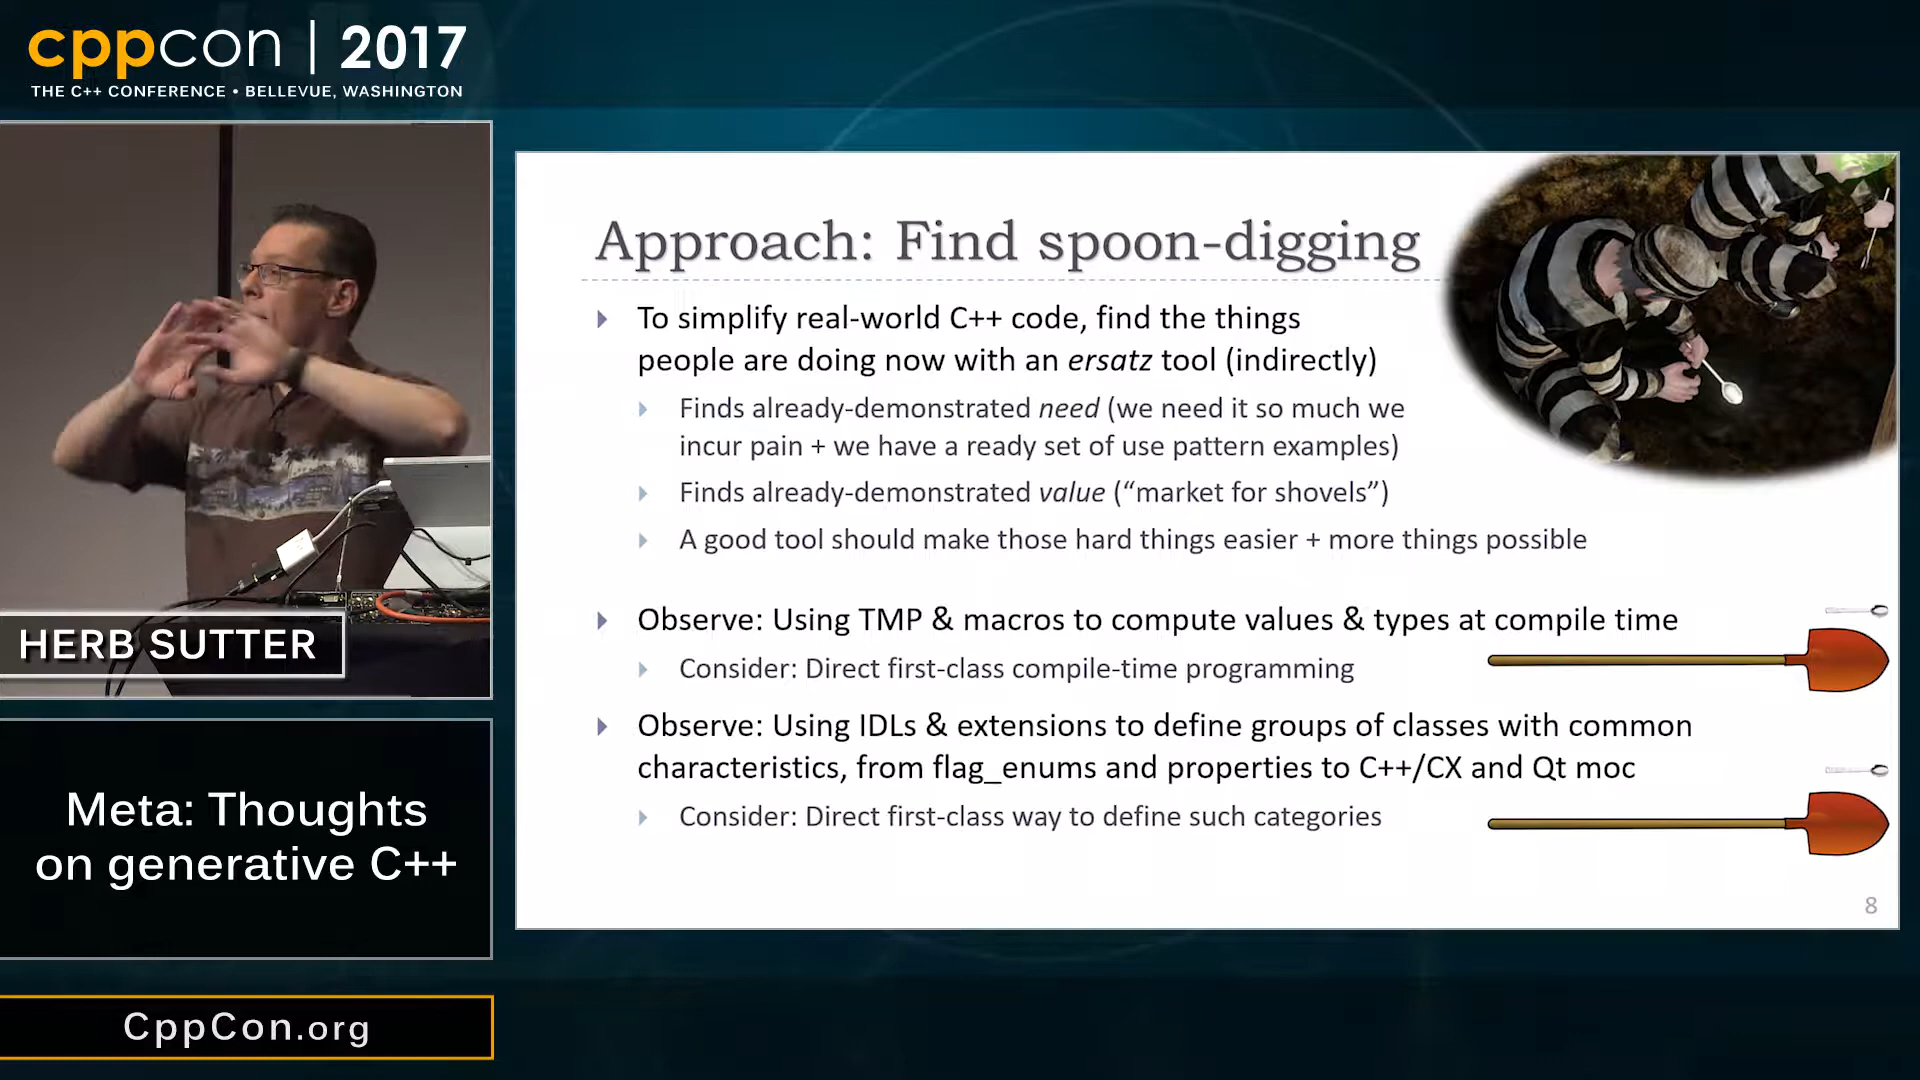 cppcon | 2017
THE C++ CONFERENCE • BELLEVUE, WASHINGTON
HERB SUTTER
Meta: Thoughts
on generative C++
CppCon.org
Approach: Find spoon-digging
To simplify real-world C++ code, find the things
people are doing now with an ersatz tool (indirectly)
Finds already-demonstrated need (we need it so much we
incur pain + we have a ready set of use pattern examples)
Finds already-demonstrated value (“market for shovels”)
A good tool should make those hard things easier + more things possible
Observe: Using TMP & macros to compute values & types at compile time
Consider: Direct first-class compile-time programming
Observe: Using IDLs & extensions to define groups of classes with common
characteristics, from flag_enums and properties to C++/CX and Qt moc
Consider: Direct first-class way to define such categories
8